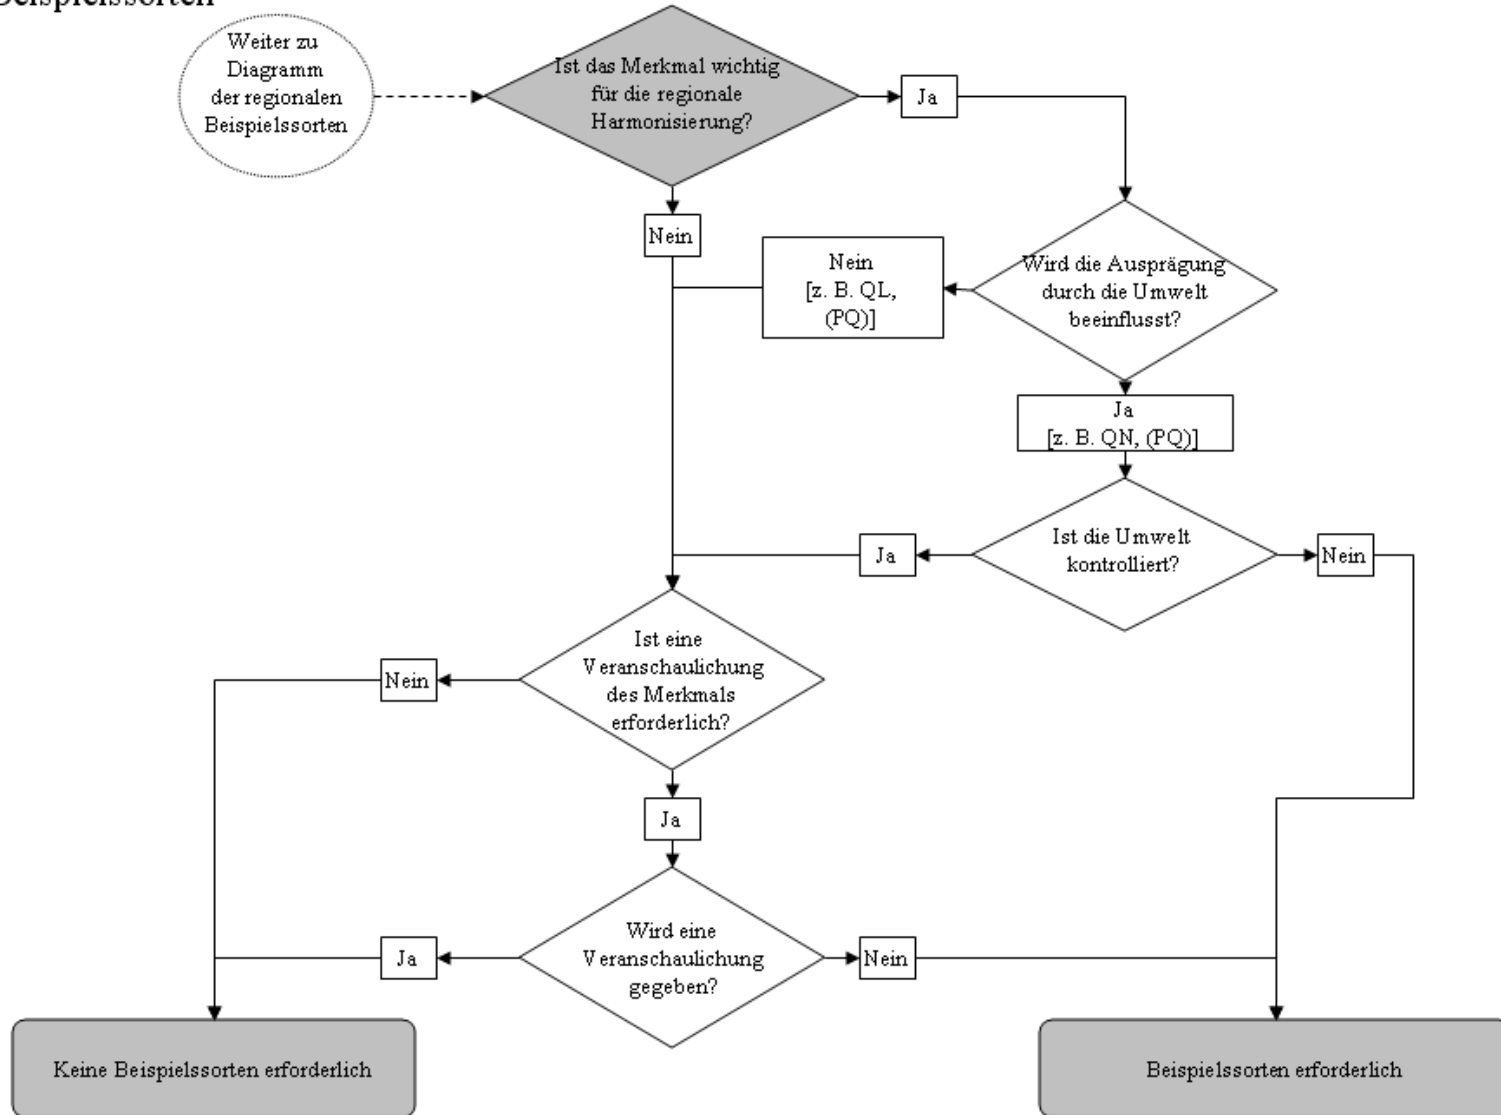 Beispielssorten
Weiter zu
Diagramm
der regionalen
Beispielssorten
Ist das Merkmal wichtig
für die regionale
Harmonisierung?
Ja
Nein
Nein
[z. B. QL,
(PQ)]
Wird die Ausprägung
durch die Umwelt
beeinflusst?
Ja
[z. B. QN, (PQ)]
Ist die Umwelt
kontrolliert?
Ja
Nein
Ist eine
Veranschaulichung
des Merkmals
erforderlich?
Nein
Ja
Wird eine
Veranschaulichung
gegeben?
Ja
Nein
Keine Beispielssorten erforderlich
Beispielssorten erforderlich